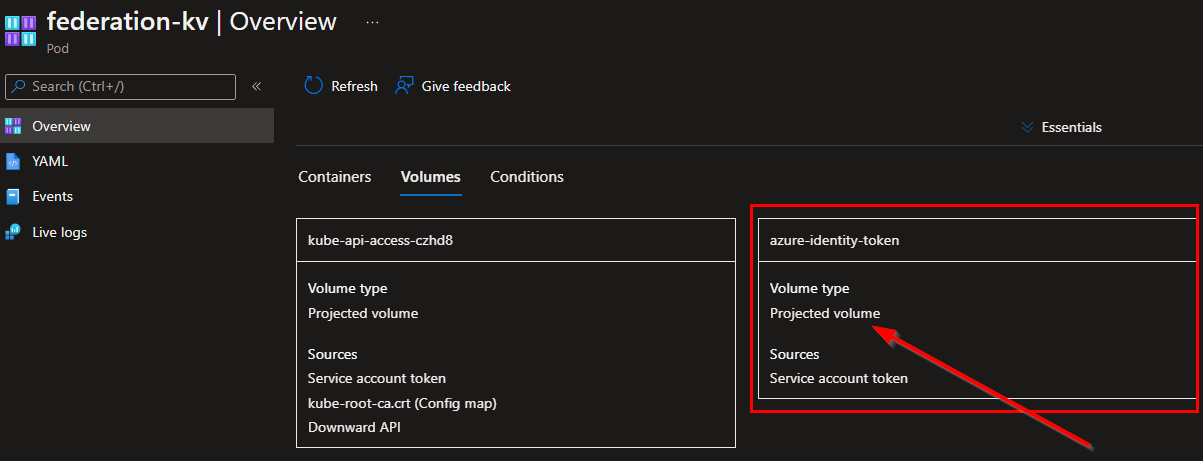 federation-kv | Overview ...
Pod
Search (Ctrl+/)
«
Refresh
Give feedback
Overview
Essentials
YAML
Containers
Volumes
Conditions
Events
Live logs
kube-api-access-czhd8
Volume type
Projected volume
Sources
Service account token
kube-root-ca.crt (Config map)
Downward API
azure-identity-token
Volume type
Projected volume
Sources
Service account token